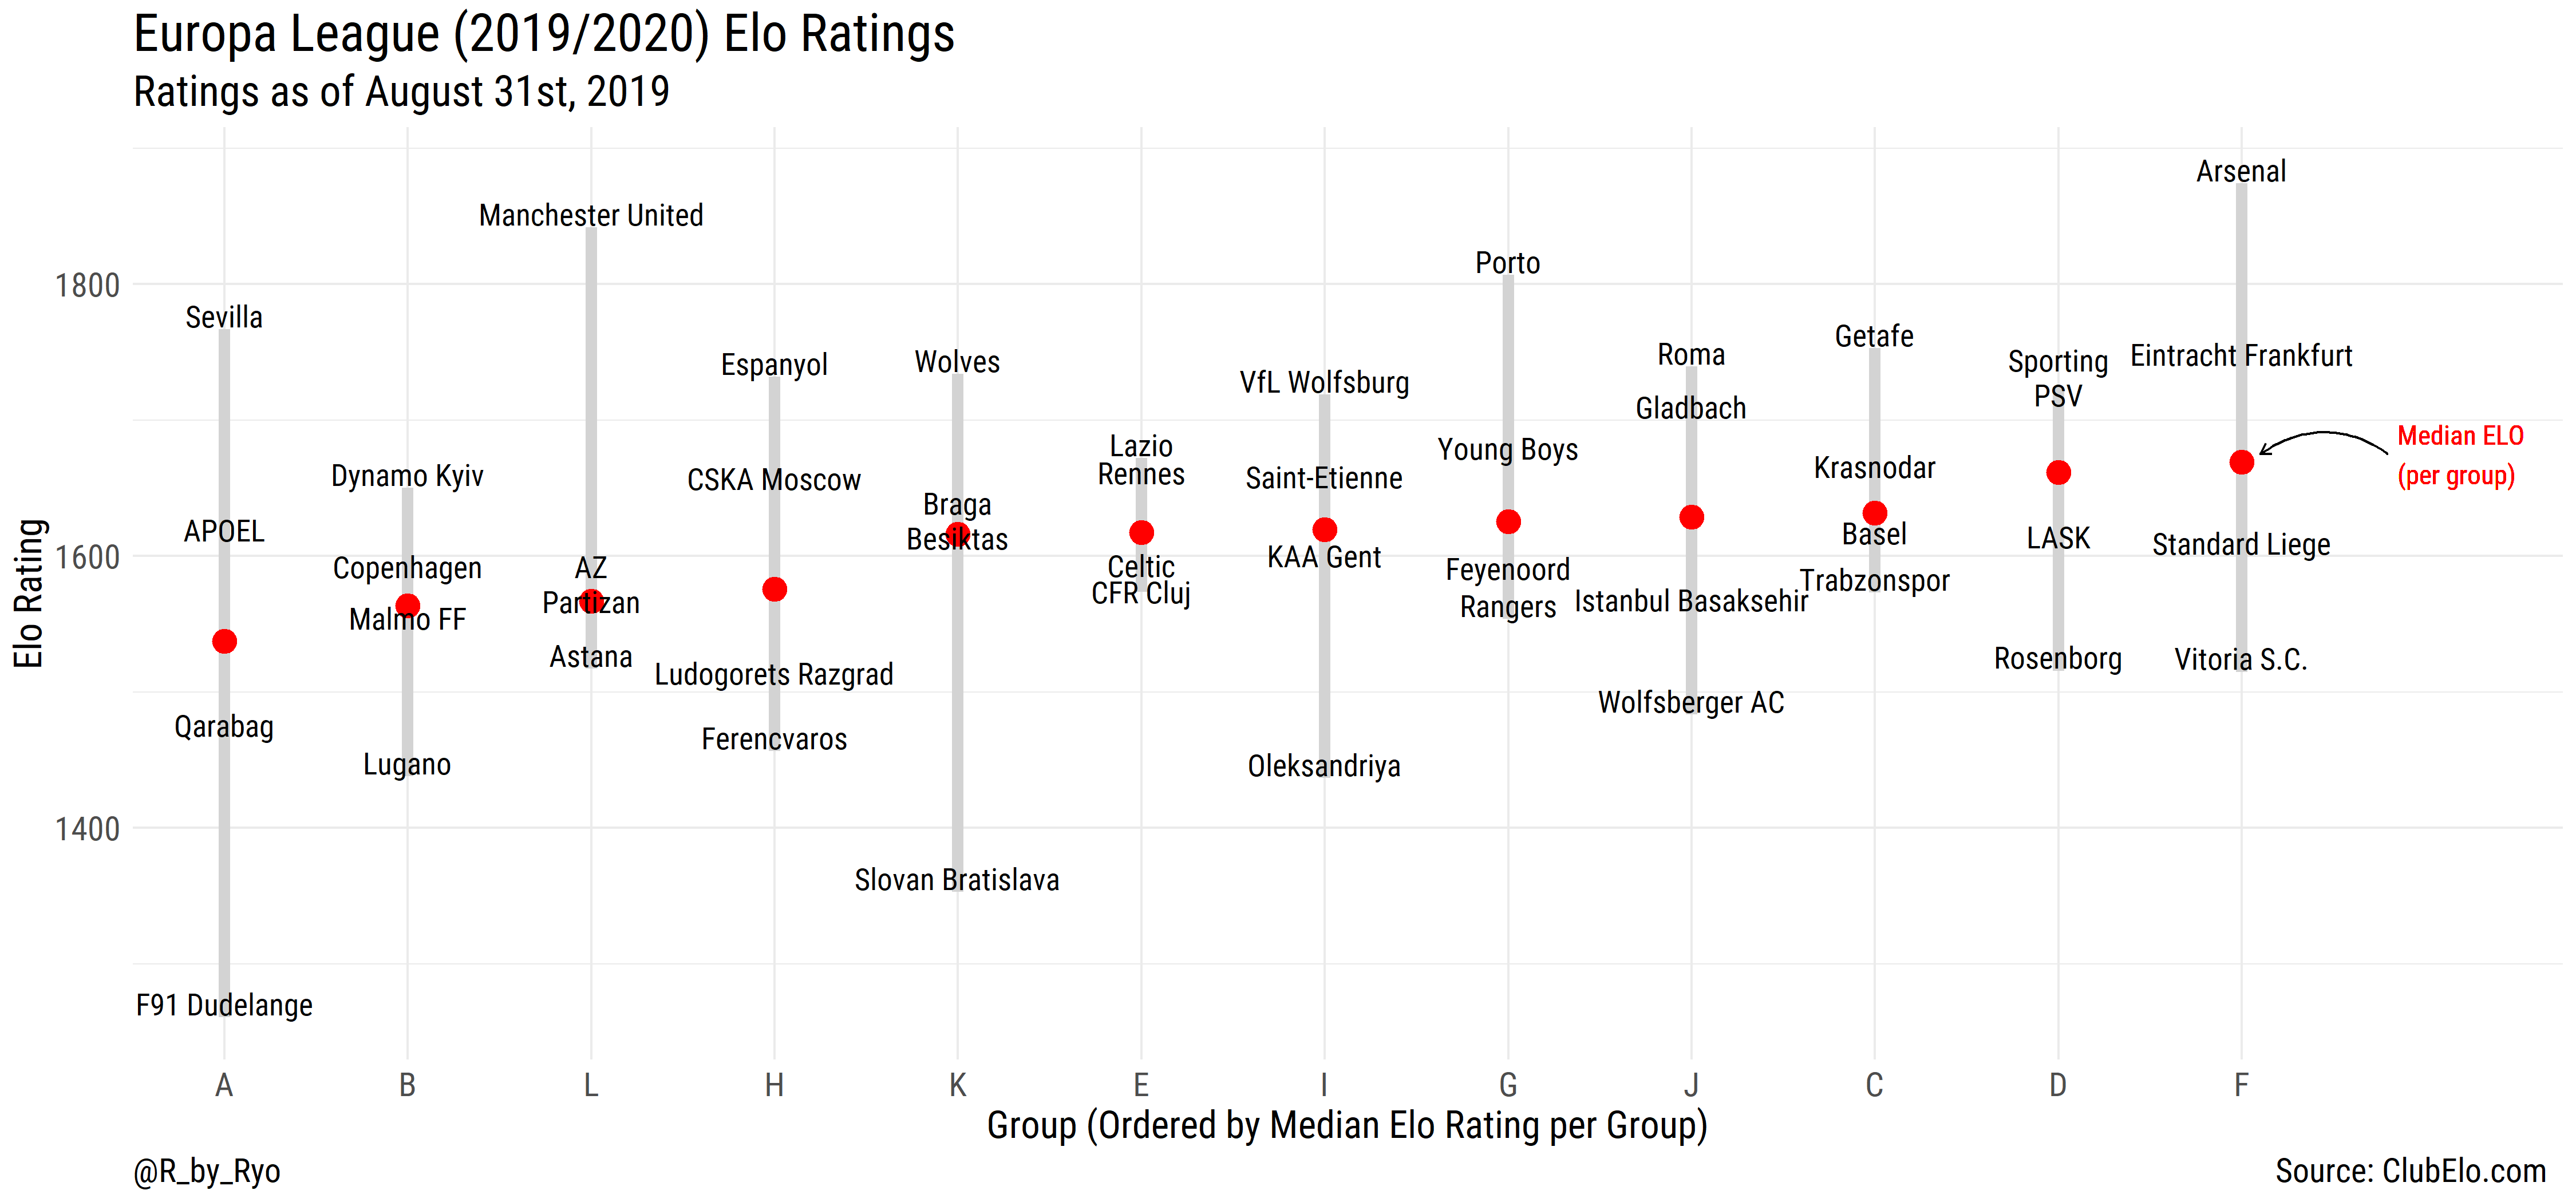 Europa League (2019/2020) Elo Ratings
Ratings as of August 31st, 2019
Elo Rating
1800
1600
1400
Sevilla
APOEL
Qarabag
F91 Dudelange
Dynamo Kyiv
Copenhagen
Malmo FF
Lugano
Manchester United
AZ
Partizan
Astana
Espanyol
CSKA Moscow
Ludogorets Razgrad
Ferencvaros
Wolves
Braga
Besiktas
Slovan Bratislava
Lazio
Rennes
Celtic
CFR Cluj
VfL Wolfsburg
Saint-Etienne
KAA Gent
Oleksandriya
Porto
Young Boys
Feyenoord
Rangers
Roma
Gladbach
Istanbul Basaksehir
Wolfsberger AC
Getafe
Krasnodar
Basel
Trabzonspor
Sporting
PSV
LASK
Rosenborg
Arsenal
Eintracht Frankfurt
Standard Liege
Vitoria S.C.
Median ELO
(per group)
A B L H K E I G J C D F
Group (Ordered by Median Elo Rating per Group)
@R_by_Ryo
Source: ClubElo.com